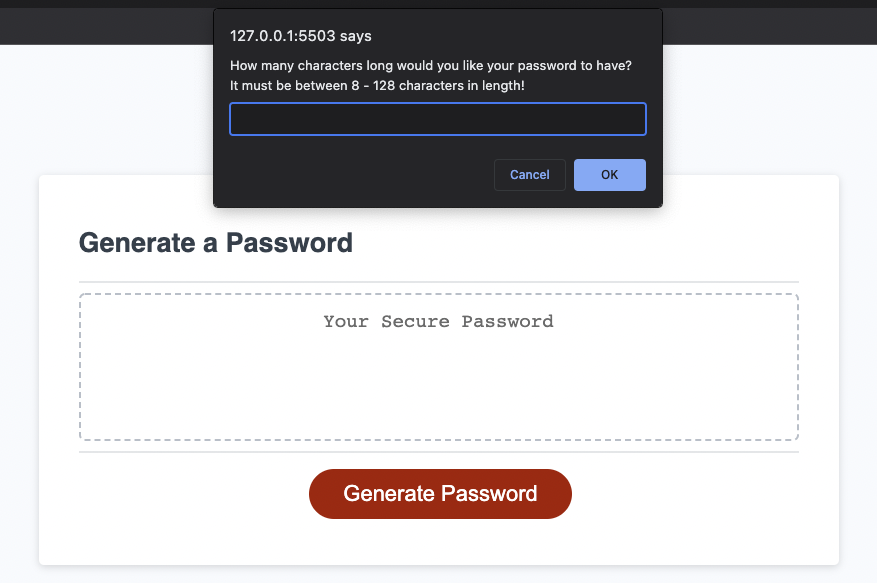 127.0.0.1:5503 says
How many characters long would you like your password to have?
It must be between 8 - 128 characters in length!
Cancel
OK
Generate a Password
Your Secure Password
Generate Password